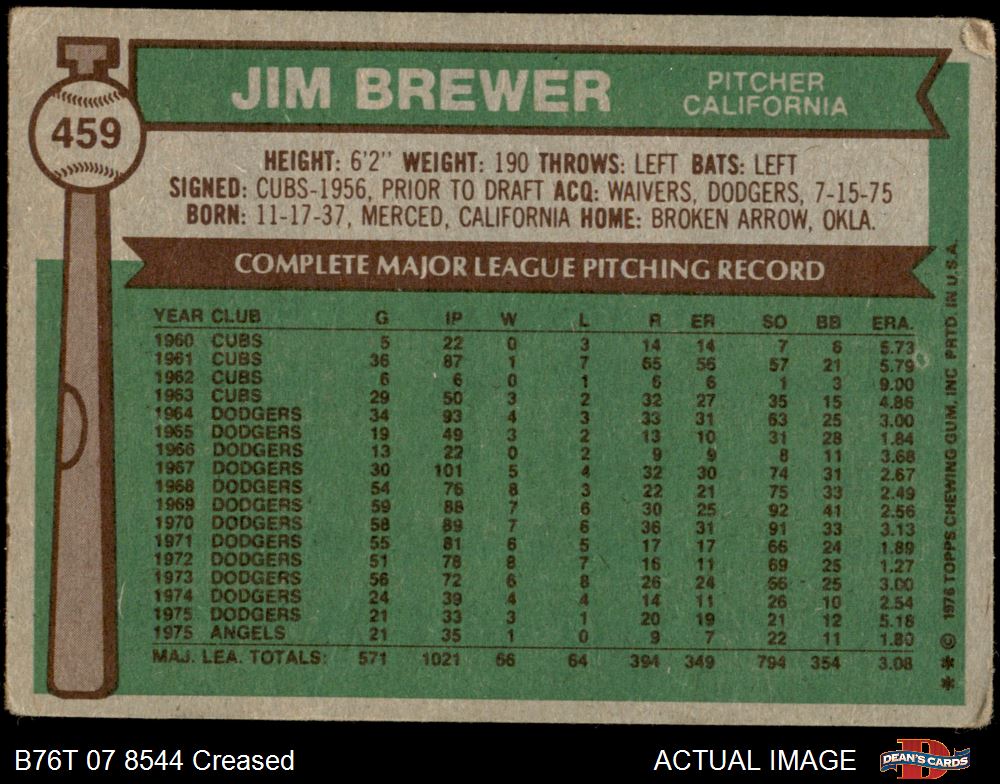 459
JIM BREWER
PITCHER
CALIFORNIA
HEIGHT: 6'2" WEIGHT: 190 THROWS: LEFT BATS: LEFT
SIGNED: CUBS-1956, PRIOR TO DRAFT ACQ: WAIVERS, DODGERS, 7-15-75
BORN: 11-17-37, MERCED, CALIFORNIA HOME: BROKEN ARROW, OKLA.
COMPLETE MAJOR LEAGUE PITCHING RECORD
YEAR CLUB G IP W L R ER SO BB ERA.
1960 CUBS 5 22 0 3 14 14 7 6 5.73
1961 CUBS 36 87 1 7 65 56 57 21 5.79
1962 CUBS 6 6 0 1 6 6 1 3 9.00
1963 CUBS 29 50 3 2 32 27 35 15 4.86
1964 DODGERS 34 93 4 3 33 31 63 25 3.00
1965 DODGERS 19 49 3 2 13 10 31 28 1.84
1966 DODGERS 13 22 0 2 9 9 8 11 3.68
1967 DODGERS 30 101 5 4 32 30 74 31 2.67
1968 DODGERS 54 76 8 3 22 21 75 33 2.49
1969 DODGERS 59 88 7 6 30 25 92 41 2.56
1970 DODGERS 58 89 7 6 36 31 91 33 3.13
1971 DODGERS 55 81 6 5 17 17 66 24 1.89
1972 DODGERS 51 78 8 7 16 11 69 25 1.27
1973 DODGERS 56 72 6 8 26 24 56 25 3.00
1974 DODGERS 24 39 4 4 14 11 26 10 2.54
1975 DODGERS 21 33 3 1 20 19 21 12 5.18
1975 ANGELS 21 35 1 0 9 7 22 11 1.80
MAJ. LEA. TOTALS: 571 1021 66 64 394 349 794 354 3.08
* * © 1976 TOPPS CHEWING GUM, INC PRTD. IN U.S.A.
B76T 07 8544 Creased
ACTUAL IMAGE
D
DEAN'S CARDS